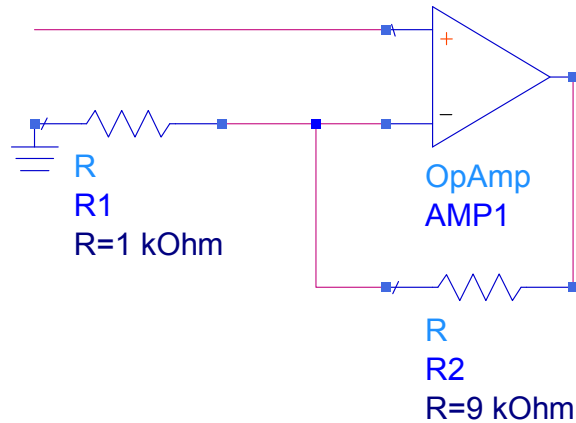 +
−
R
R1
R=1 kOhm
OpAmp
AMP1
R
R2
R=9 kOhm